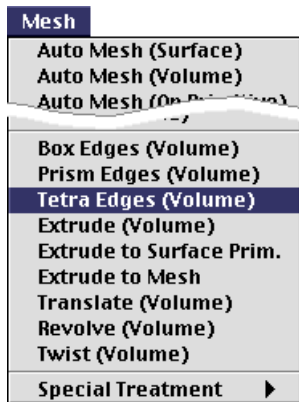 Mesh
Auto Mesh (Surface)
Auto Mesh (Volume)
Auto Mesh (On Primitive)
Box Edges (Volume)
Prism Edges (Volume)
Tetra Edges (Volume)
Extrude (Volume)
Extrude to Surface Prim.
Extrude to Mesh
Translate (Volume)
Revolve (Volume)
Twist (Volume)
Special Treatment